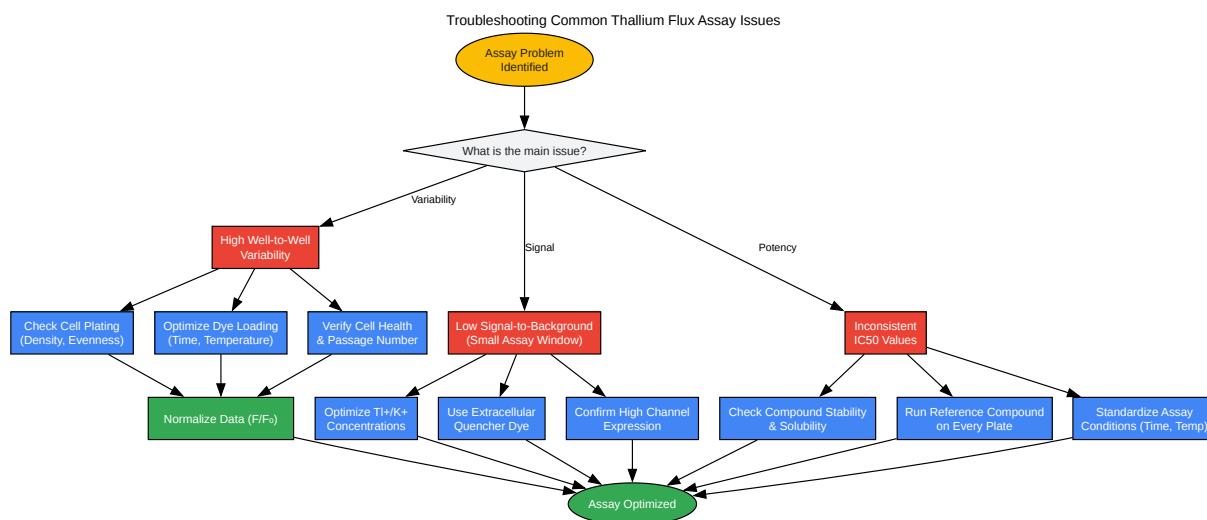 Troubleshooting Common Thallium Flux Assay Issues
Assay Problem
Identified
What is the main issue?
Variability
Signal
Potency
High Well-to-Well
Variability
Check Cell Plating
(Density, Evenness)
Optimize Dye Loading
(Time, Temperature)
Verify Cell Health
& Passage Number
Low Signal-to-Background
(Small Assay Window)
Inconsistent
IC50 Values
Normalize Data (F/F₀)
Optimize Tl+/K+
Concentrations
Use Extracellular
Quencher Dye
Confirm High Channel
Expression
Check Compound Stability
& Solubility
Run Reference Compound
on Every Plate
Standardize Assay
Conditions (Time, Temp)
Assay Optimized